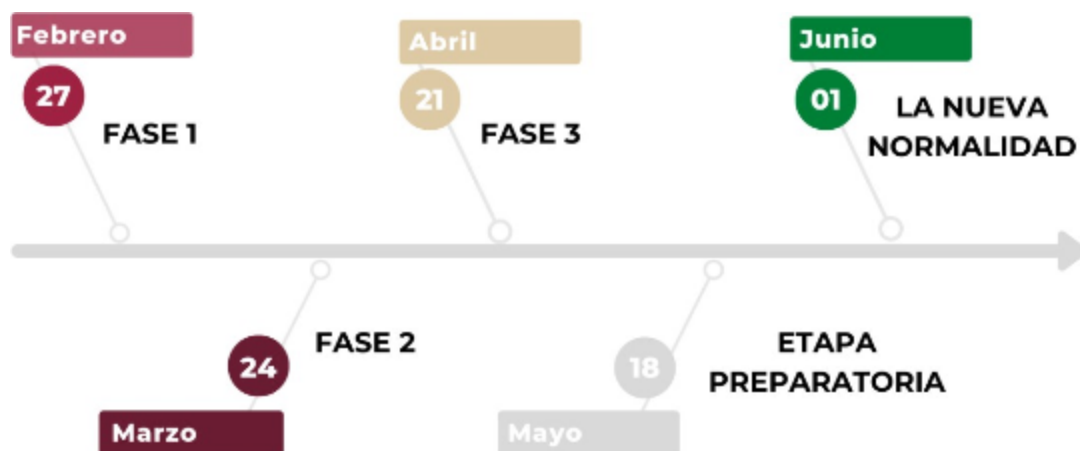 Febrero
27
FASE 1
Marzo
24
FASE 2
Abril
21
FASE 3
Mayo
18
ETAPA
PREPARATORIA
Junio
01
LA NUEVA
NORMALIDAD